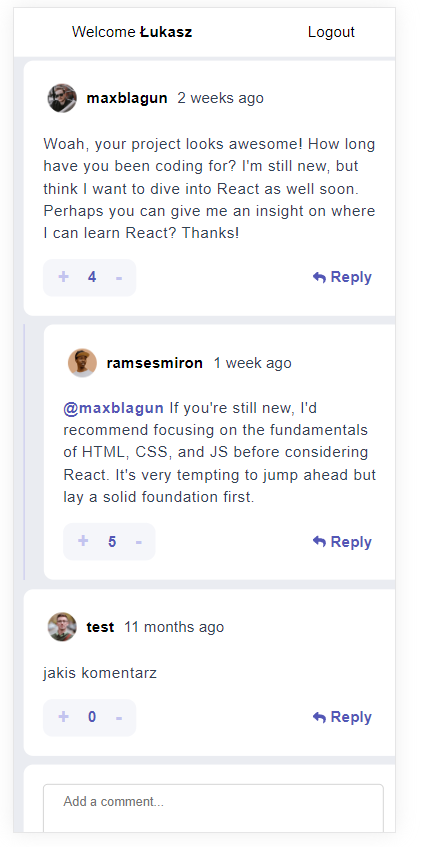 Welcome Łukasz Logout
maxblagun 2 weeks ago
Woah, your project looks awesome! How long
have you been coding for? I'm still new, but
think I want to dive into React as well soon.
Perhaps you can give me an insight on where
I can learn React? Thanks!
+ 4 - Reply
ramsesmiron 1 week ago
@maxblagun If you're still new, I'd
recommend focusing on the fundamentals
of HTML, CSS, and JS before considering
React. It's very tempting to jump ahead but
lay a solid foundation first.
+ 5 - Reply
test 11 months ago
jakis komentarz
+ 0 - Reply
Add a comment...